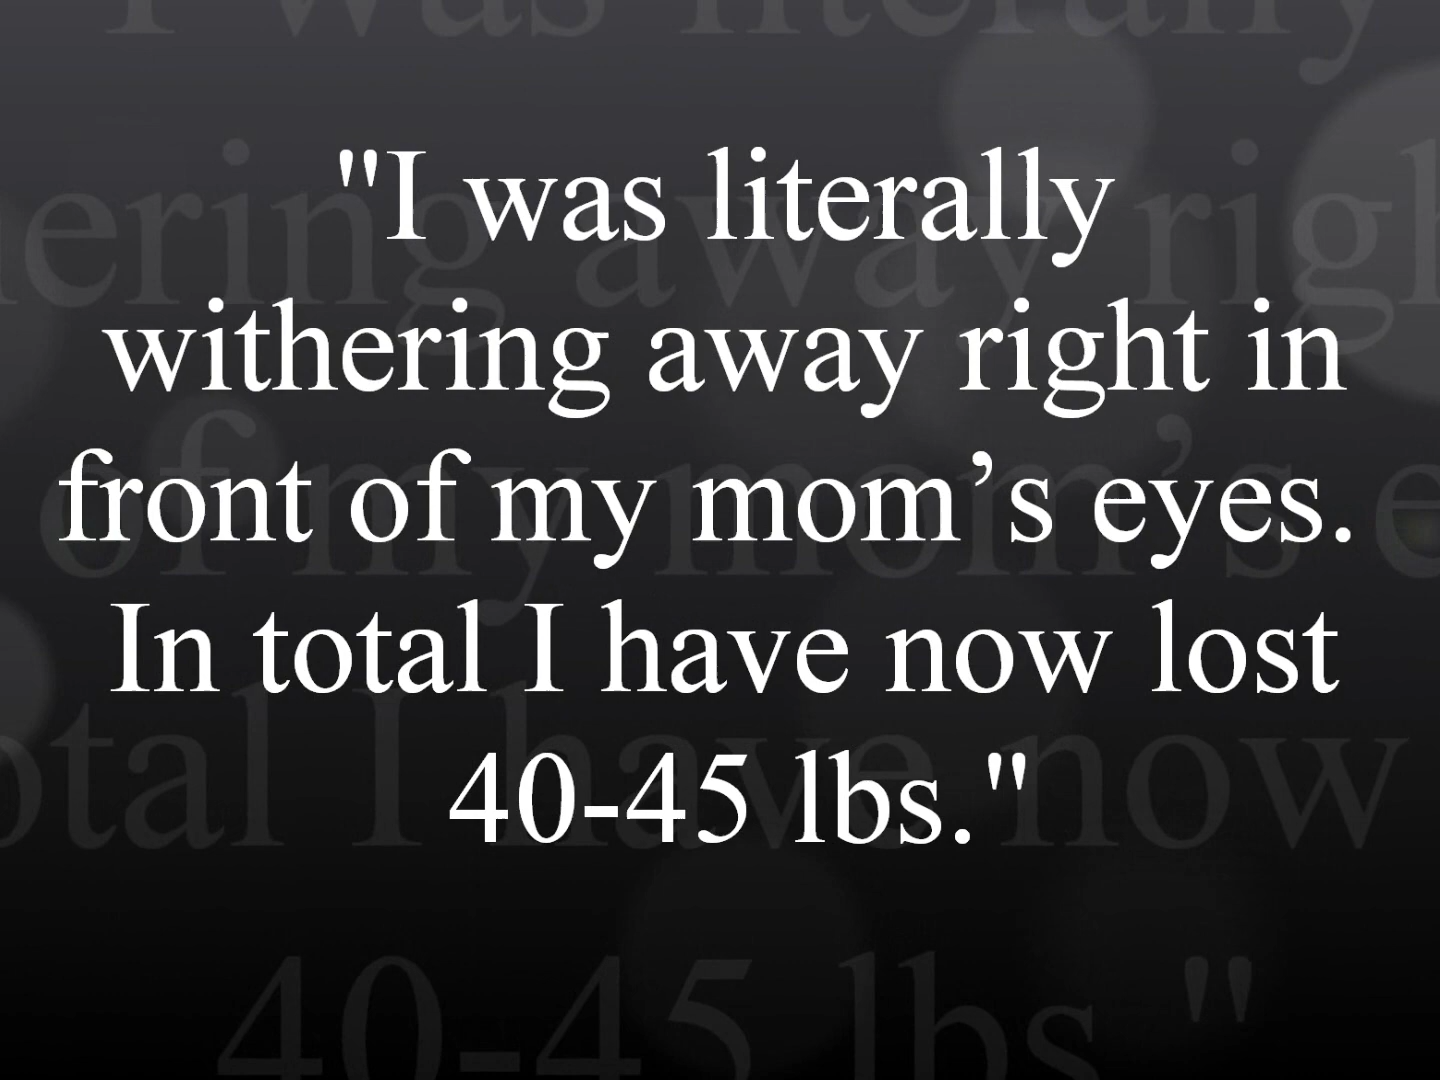 "I was literally
withering away right in
front of my mom’s eyes.
In total I have now lost
40-45 lbs."